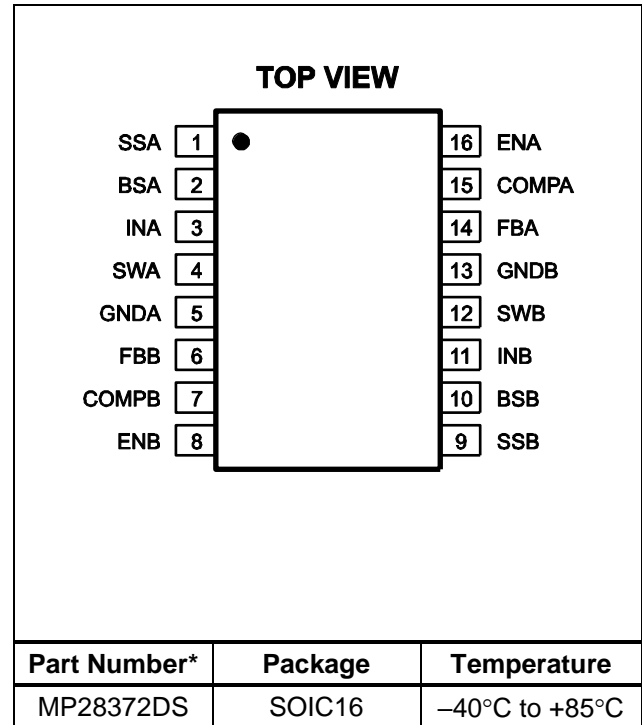 TOP VIEW
SSA 1 16 ENA
BSA 2 15 COMPA
INA 3 14 FBA
SWA 4 13 GNDB
GNDA 5 12 SWB
FBB 6 11 INB
COMPB 7 10 BSB
ENB 8 9 SSB
Part Number* Package Temperature
MP28372DS SOIC16 –40°C to +85°C